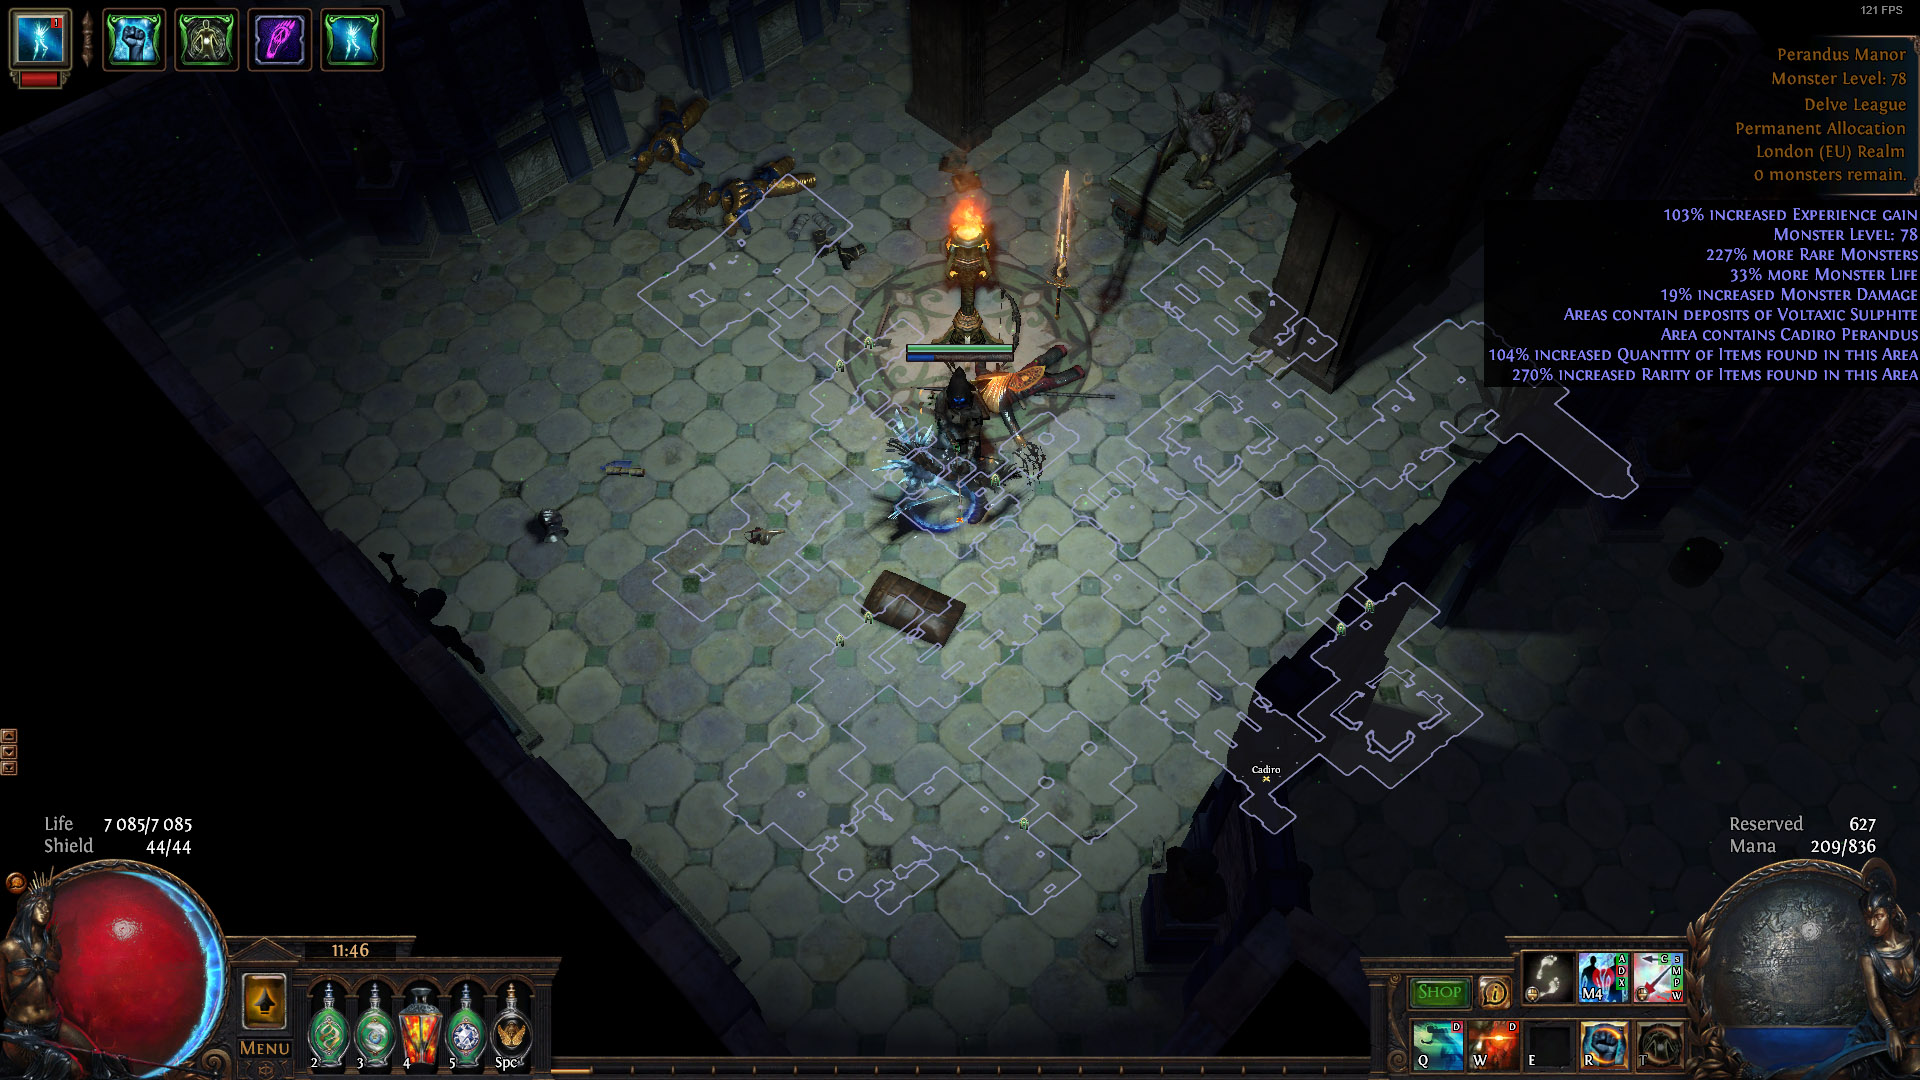 121 FPS
1
Perandus Manor
Monster Level: 78
Delve League
Permanent Allocation
London (EU) Realm
0 monsters remain.
103% increased Experience gain
Monster Level: 78
227% more Rare Monsters
33% more Monster Life
19% increased Monster Damage
Areas contain deposits of Voltaxic Sulphite
Area contains Cadiro Perandus
104% increased Quantity of Items found in this Area
270% increased Rarity of Items found in this Area
Cadiro
Life 7 085/7 085
Shield 44/44
Reserved 627
Mana 209/836
11:46
Menu
2 3 4 5 Spc
Shop
M4 A D X
C S M P W
Q D W D E R T